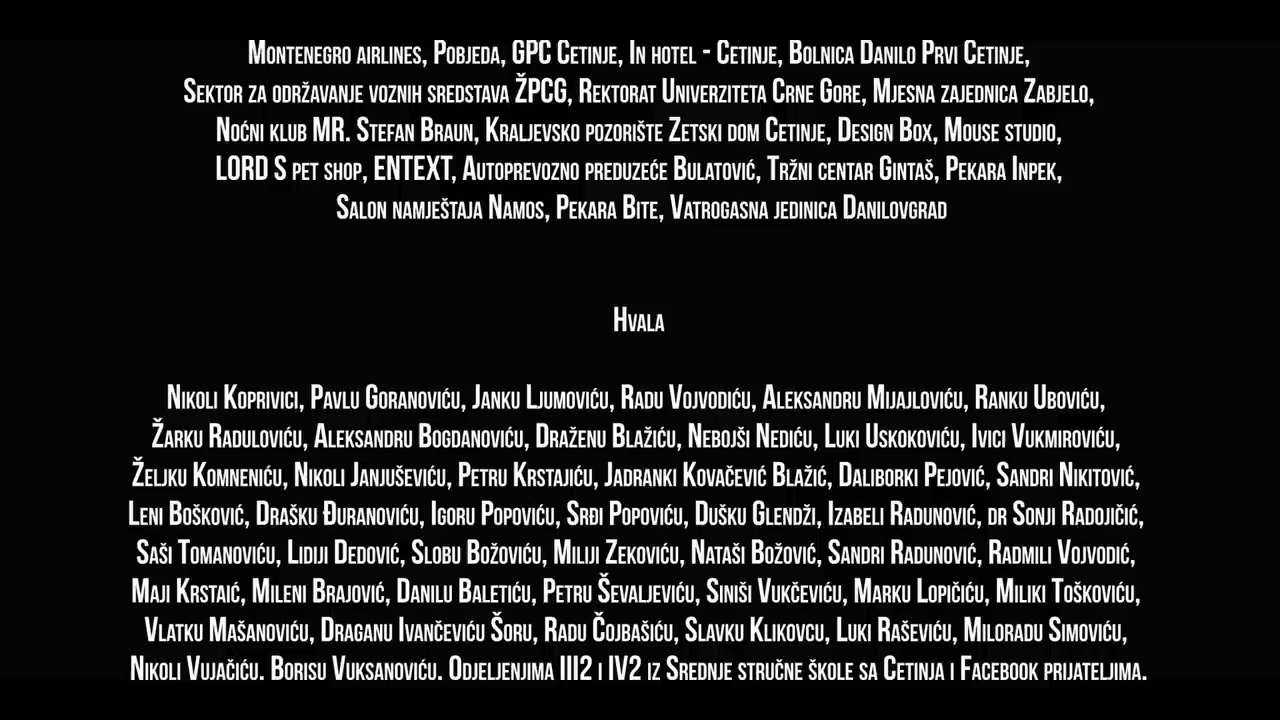 Montenegro airlines, Pobjeda, GPC Cetinje, In hotel - Cetinje, Bolnica Danilo Prvi Cetinje,
Sektor za održavanje voznih sredstava ŽPCG, Rektorat Univerziteta Crne Gore, Mjesna zajednica Zabjelo,
Noćni klub MR. Stefan Braun, Kraljevsko pozorište Zetski dom Cetinje, Design Box, Mouse studio,
LORD S pet shop, ENTEXT, Autoprevozno preduzeće Bulatović, Tržni centar Gintaš, Pekara Inpek,
Salon namještaja Namos, Pekara Bite, Vatrogasna jedinica Danilovgrad
Hvala
Nikoli Koprivici, Pavlu Goranoviću, Janku Ljumoviću, Radu Vojvodiću, Aleksandru Mijajloviću, Ranku Uboviću,
Žarku Raduloviću, Aleksandru Bogdanoviću, Draženu Blažiću, Nebojši Nediću, Luki Uskokoviću, Ivici Vukmiroviću,
Željku Komneniću, Nikoli Janjuševiću, Petru Krstajiću, Jadranki Kovačević Blažić, Daliborki Pejović, Sandri Nikitović,
Leni Bošković, Drašku Đuranoviću, Igoru Popoviću, Srđi Popoviću, Dušku Glendži, Izabeli Radunović, dr Sonji Radojičić,
Saši Tomanoviću, Lidiji Dedović, Slobu Božoviću, Miliji Zekoviću, Nataši Božović, Sandri Radunović, Radmili Vojvodić,
Maji Krstaić, Mileni Brajović, Danilu Baletiću, Petru Ševaljeviću, Siniši Vukčeviću, Marku Lopičiću, Miliki Toškoviću,
Vlatku Mašanoviću, Draganu Ivančeviću Šoru, Radu Čojbašiću, Slavku Klikovcu, Luki Raševiću, Miloradu Simoviću,
Nikoli Vujačiću. Borisu Vuksanoviću. Odjeljenjima III2 i IV2 iz Srednje stručne škole sa Cetinja i Facebook prijateljima.